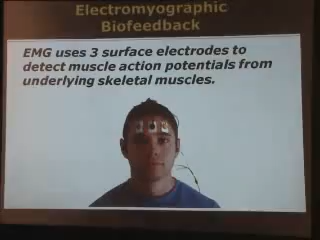 Electromyographic
Biofeedback
EMG uses 3 surface electrodes to
detect muscle action potentials from
underlying skeletal muscles.